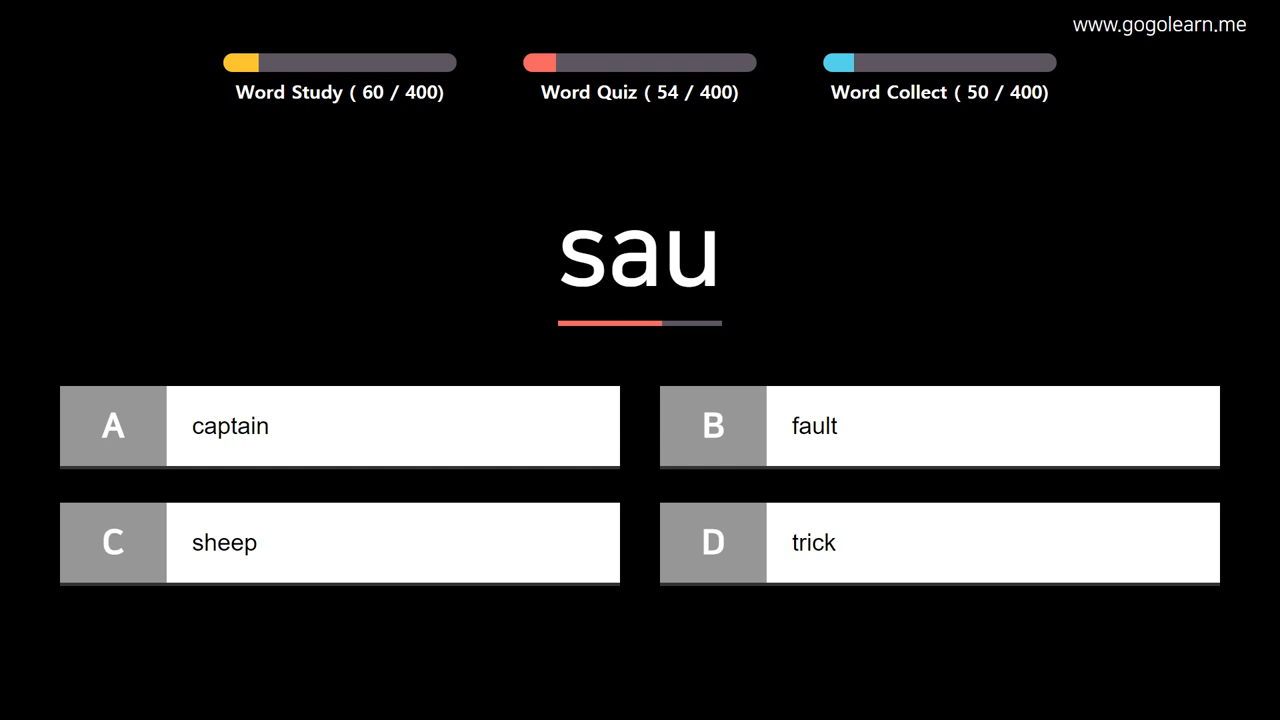 www.gogolearn.me
Word Study ( 60 / 400)
Word Quiz ( 54 / 400)
Word Collect ( 50 / 400)
sau
A captain
B fault
C sheep
D trick